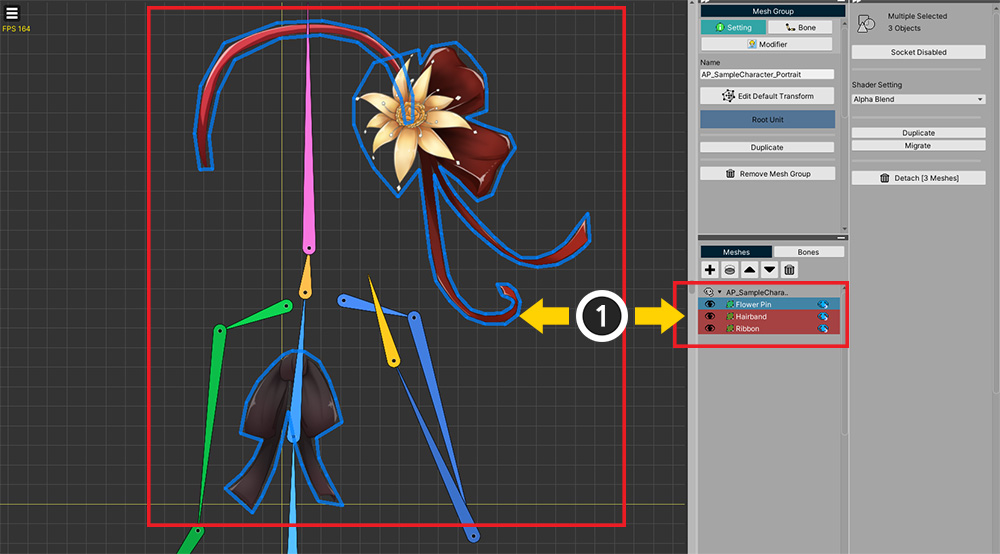 FPS 164
1
Mesh Group
Setting
Bone
Modifier
Name
AP_SampleCharacter_Portrait
Edit Default Transform
Root Unit
Duplicate
Remove Mesh Group
Multiple Selected
3 Objects
Socket Disabled
Shader Setting
Alpha Blend
Duplicate
Migrate
Detach [3 Meshes]
Meshes
Bones
AP_SampleChara..
Flower Pin
Hairband
Ribbon